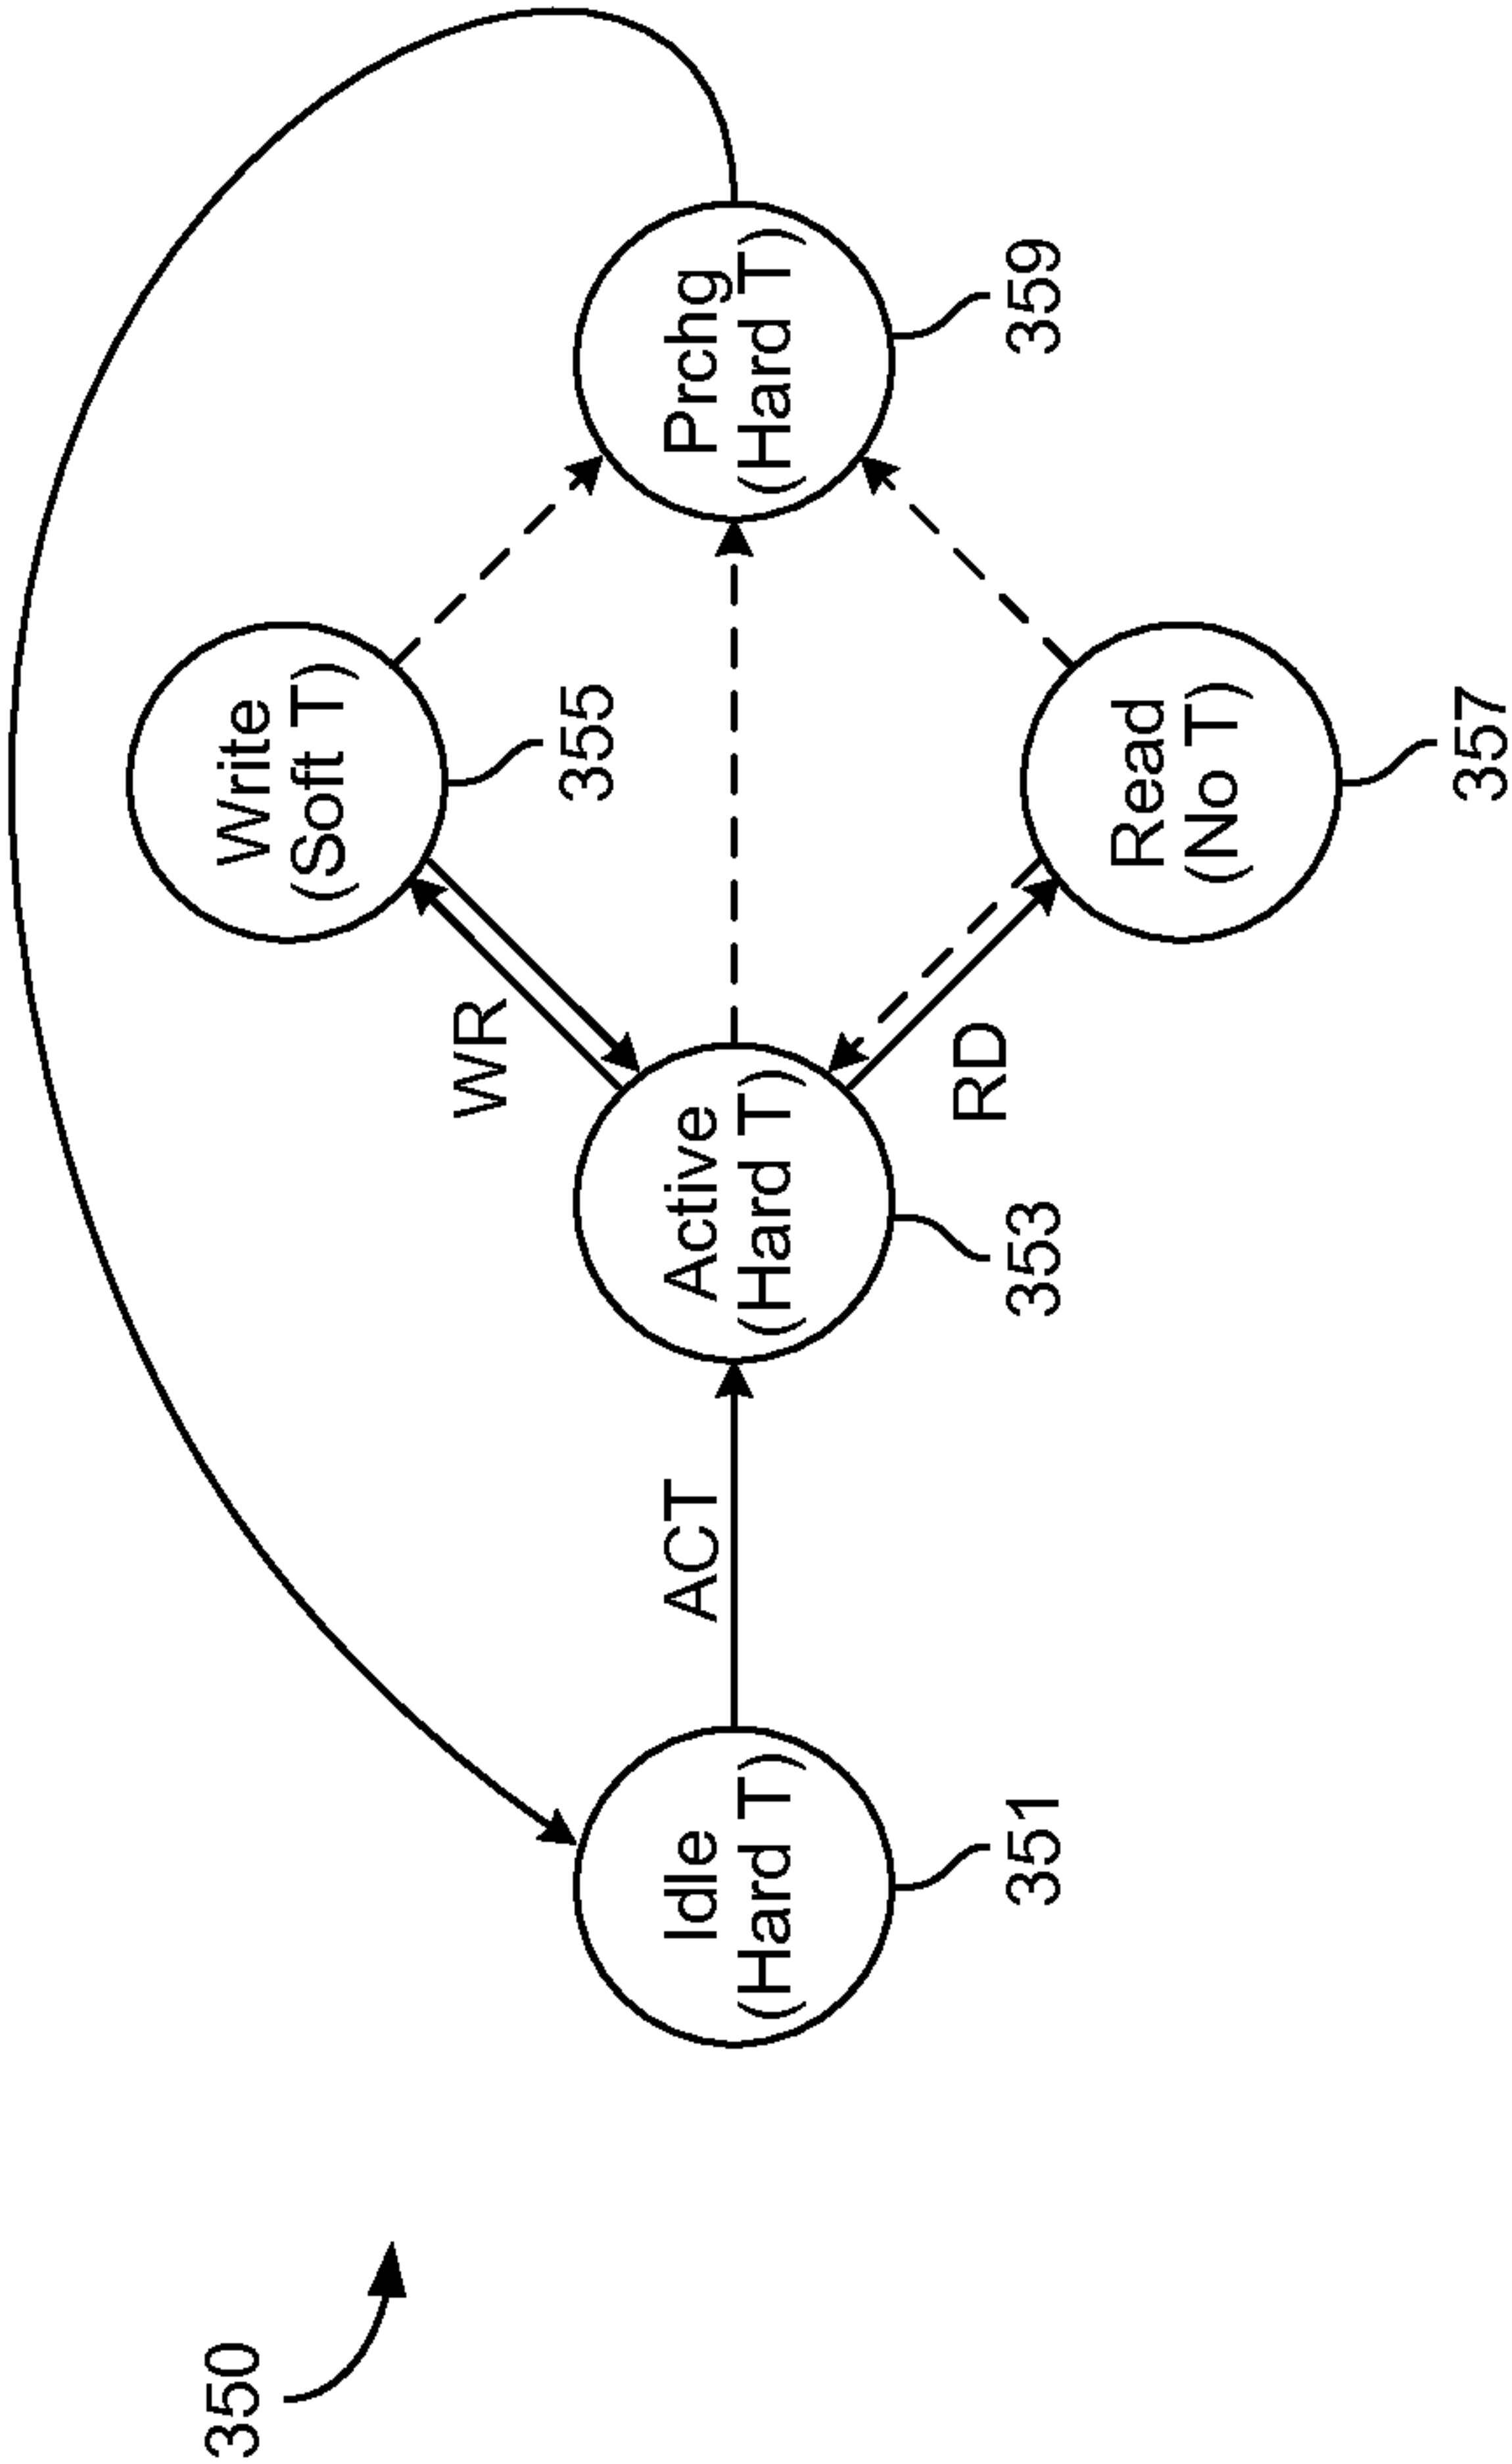 350
Write
(Soft T)
355
WR
Idle
(Hard T)
351
ACT
Active
(Hard T)
353
Prchg
(Hard T)
359
RD
Read
(No T)
357